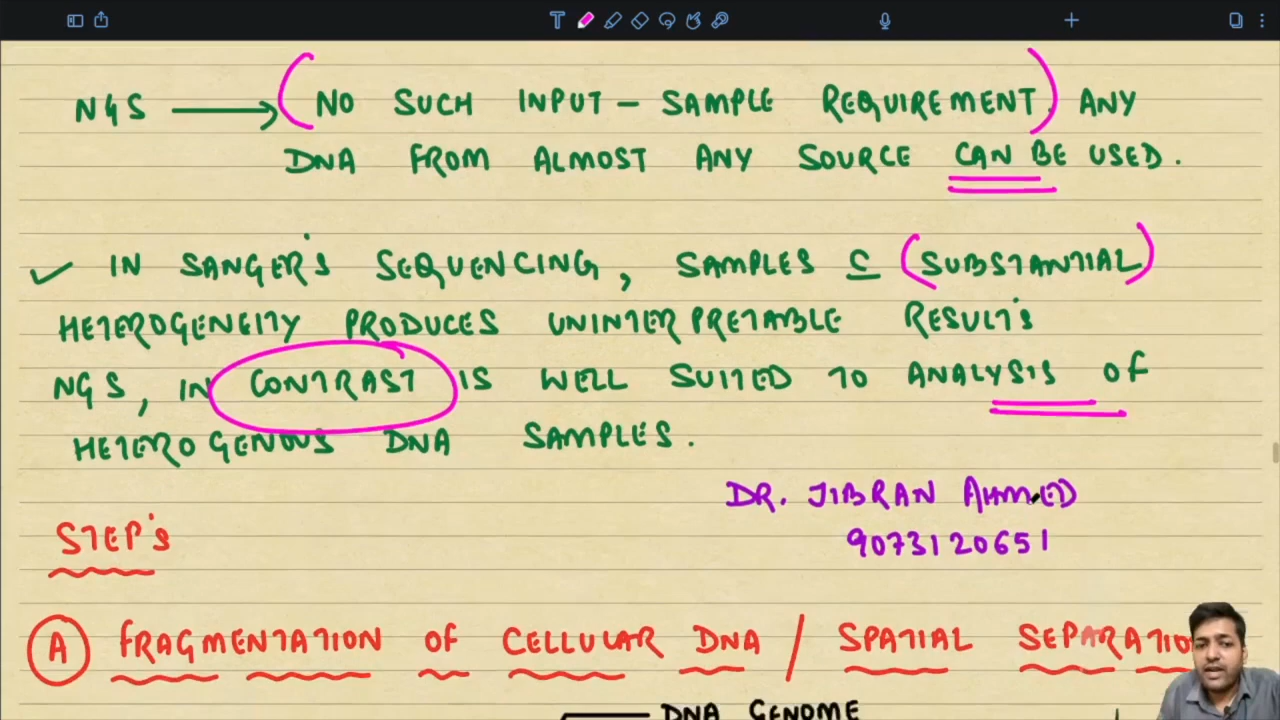 NGS → (NO SUCH INPUT - SAMPLE REQUIREMENT) ANY
DNA FROM ALMOST ANY SOURCE CAN BE USED.
✓ IN SANGER'S SEQUENCING, SAMPLES C (SUBSTANTIAL)
HETEROGENEITY PRODUCES UNINTERPRETABLE RESULT'S
NGS, IN CONTRAST IS WELL SUITED TO ANALYSIS OF
HETEROGENOUS DNA SAMPLES.
DR. JIBRAN AHMED
9073120651
STEP'S
A FRAGMENTATION OF CELLULAR DNA / SPATIAL SEPARATION
DNA GENOME